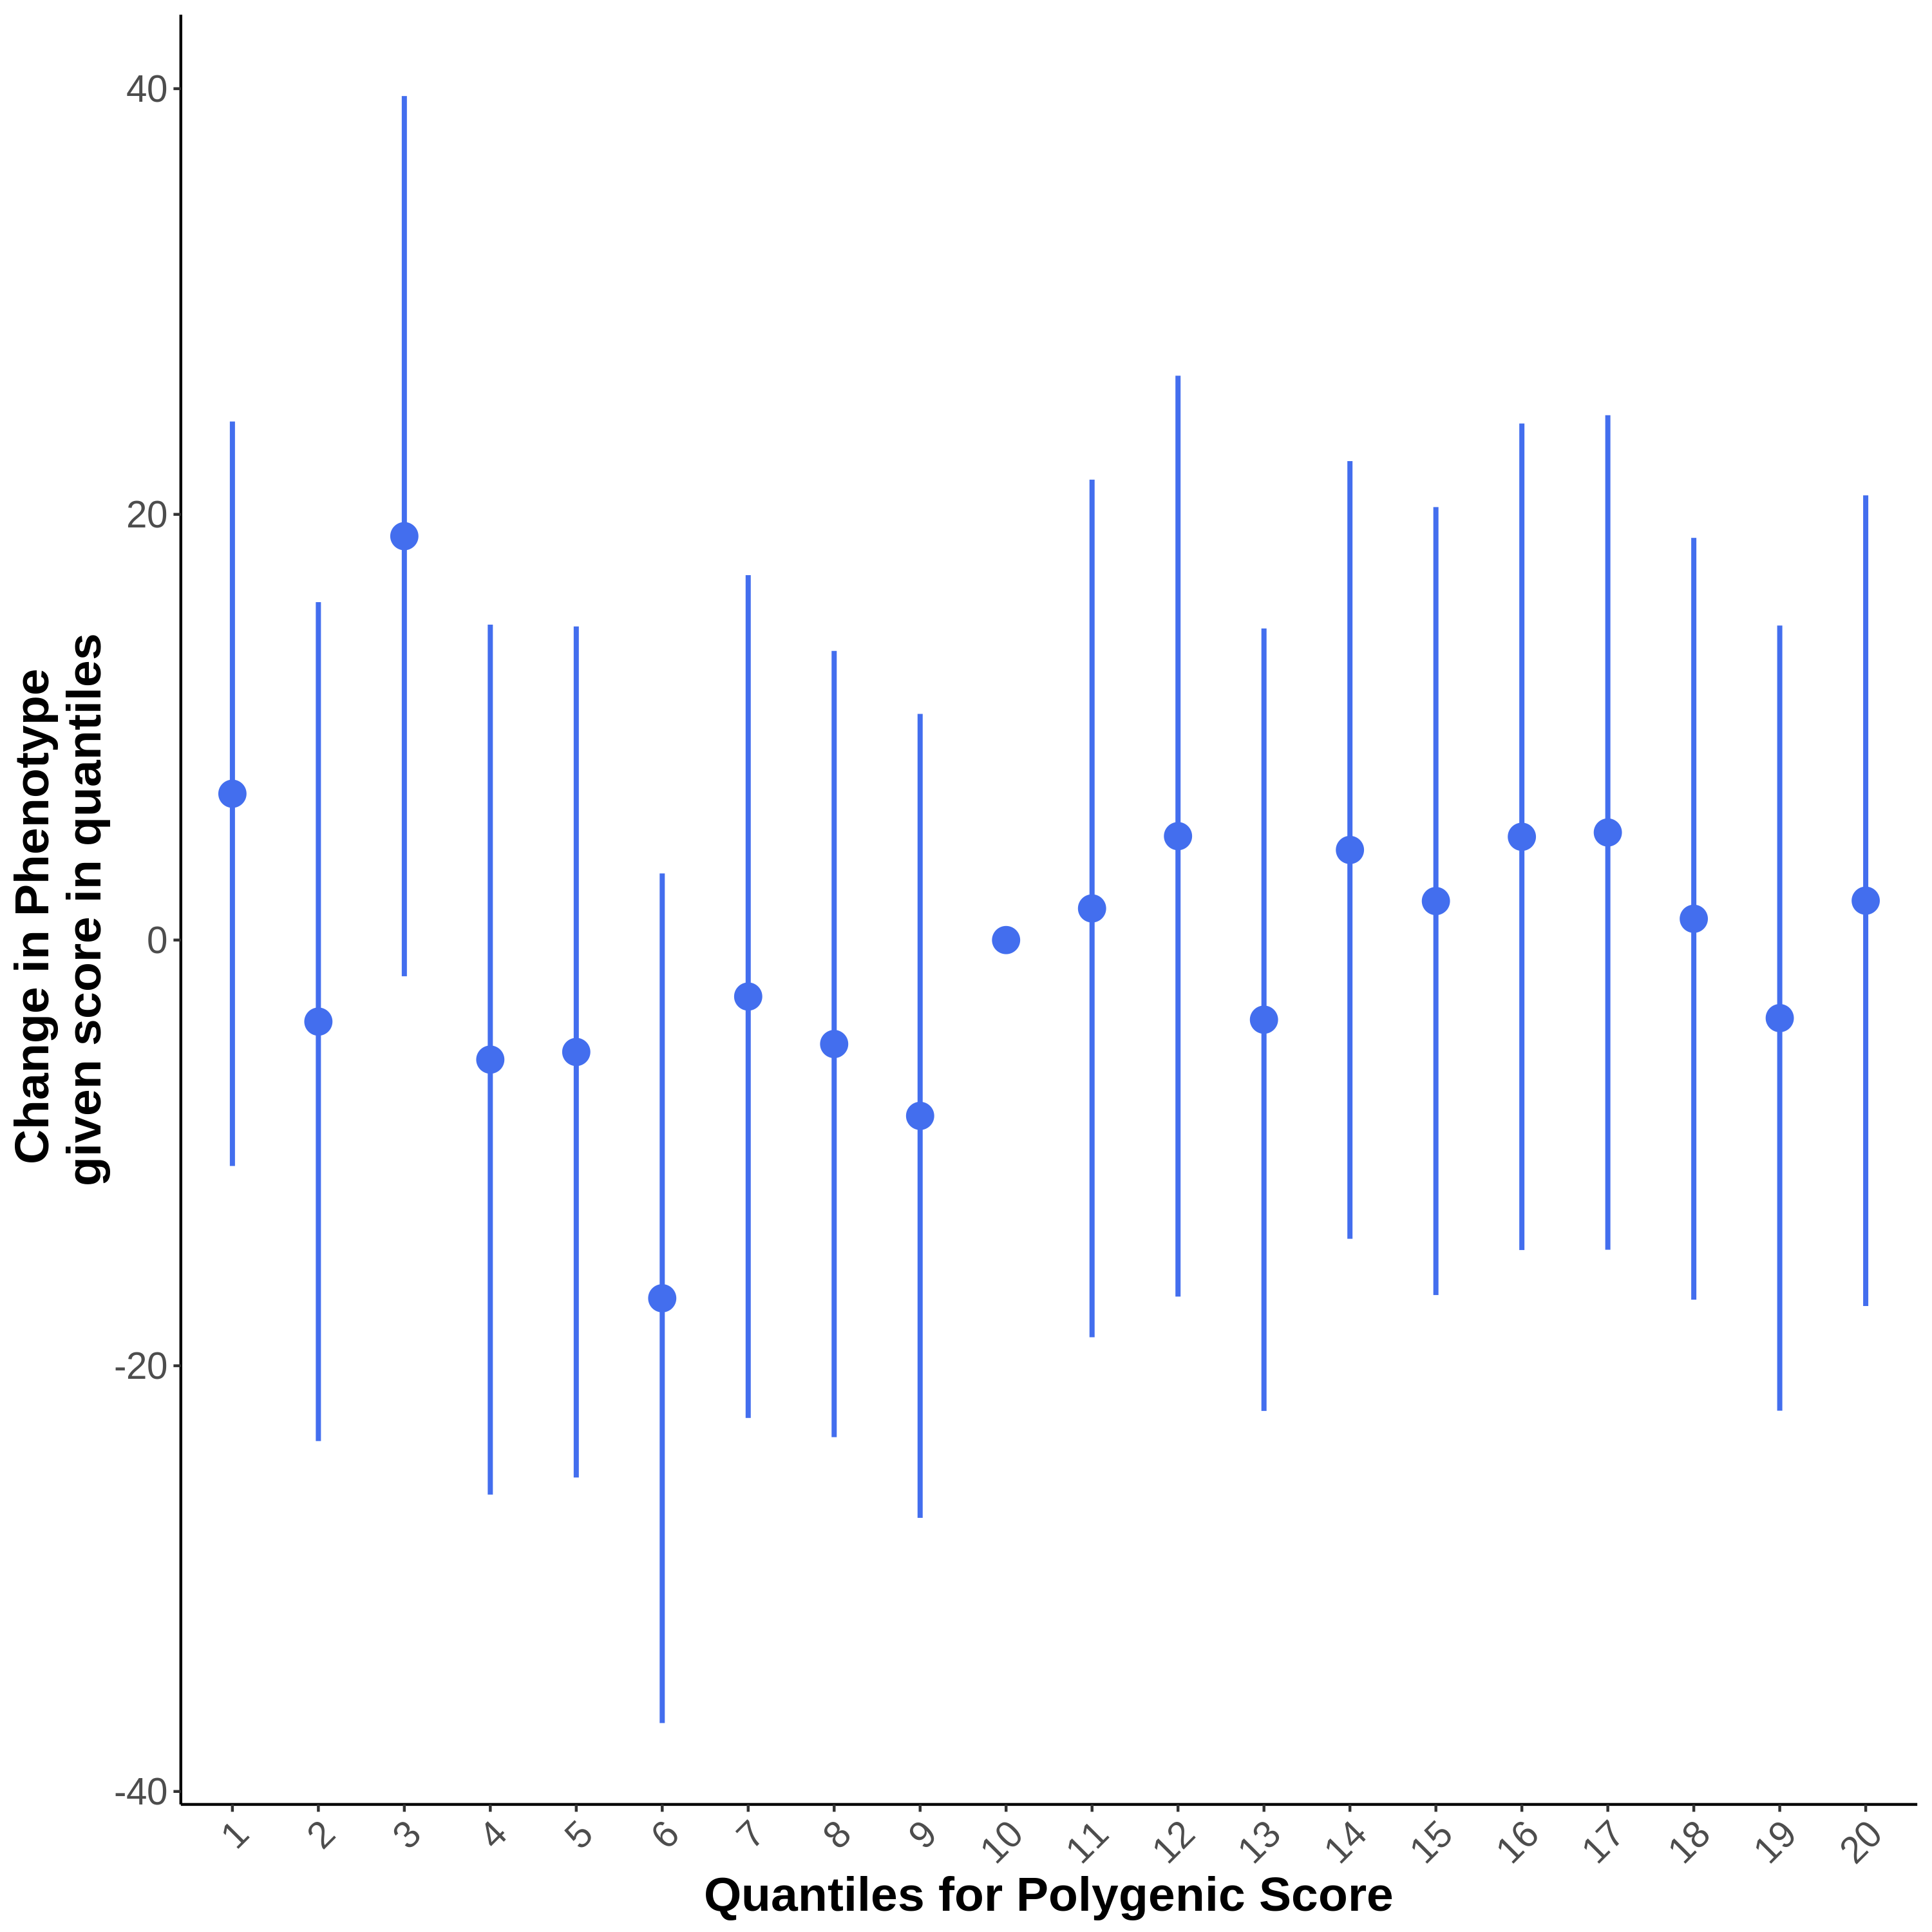 Change in Phenotype
given score in quantiles
40
20
0
-20
-40
1 2 3 4 5 6 7 8 9 10 11 12 13 14 15 16 17 18 19 20
Quantiles for Polygenic Score